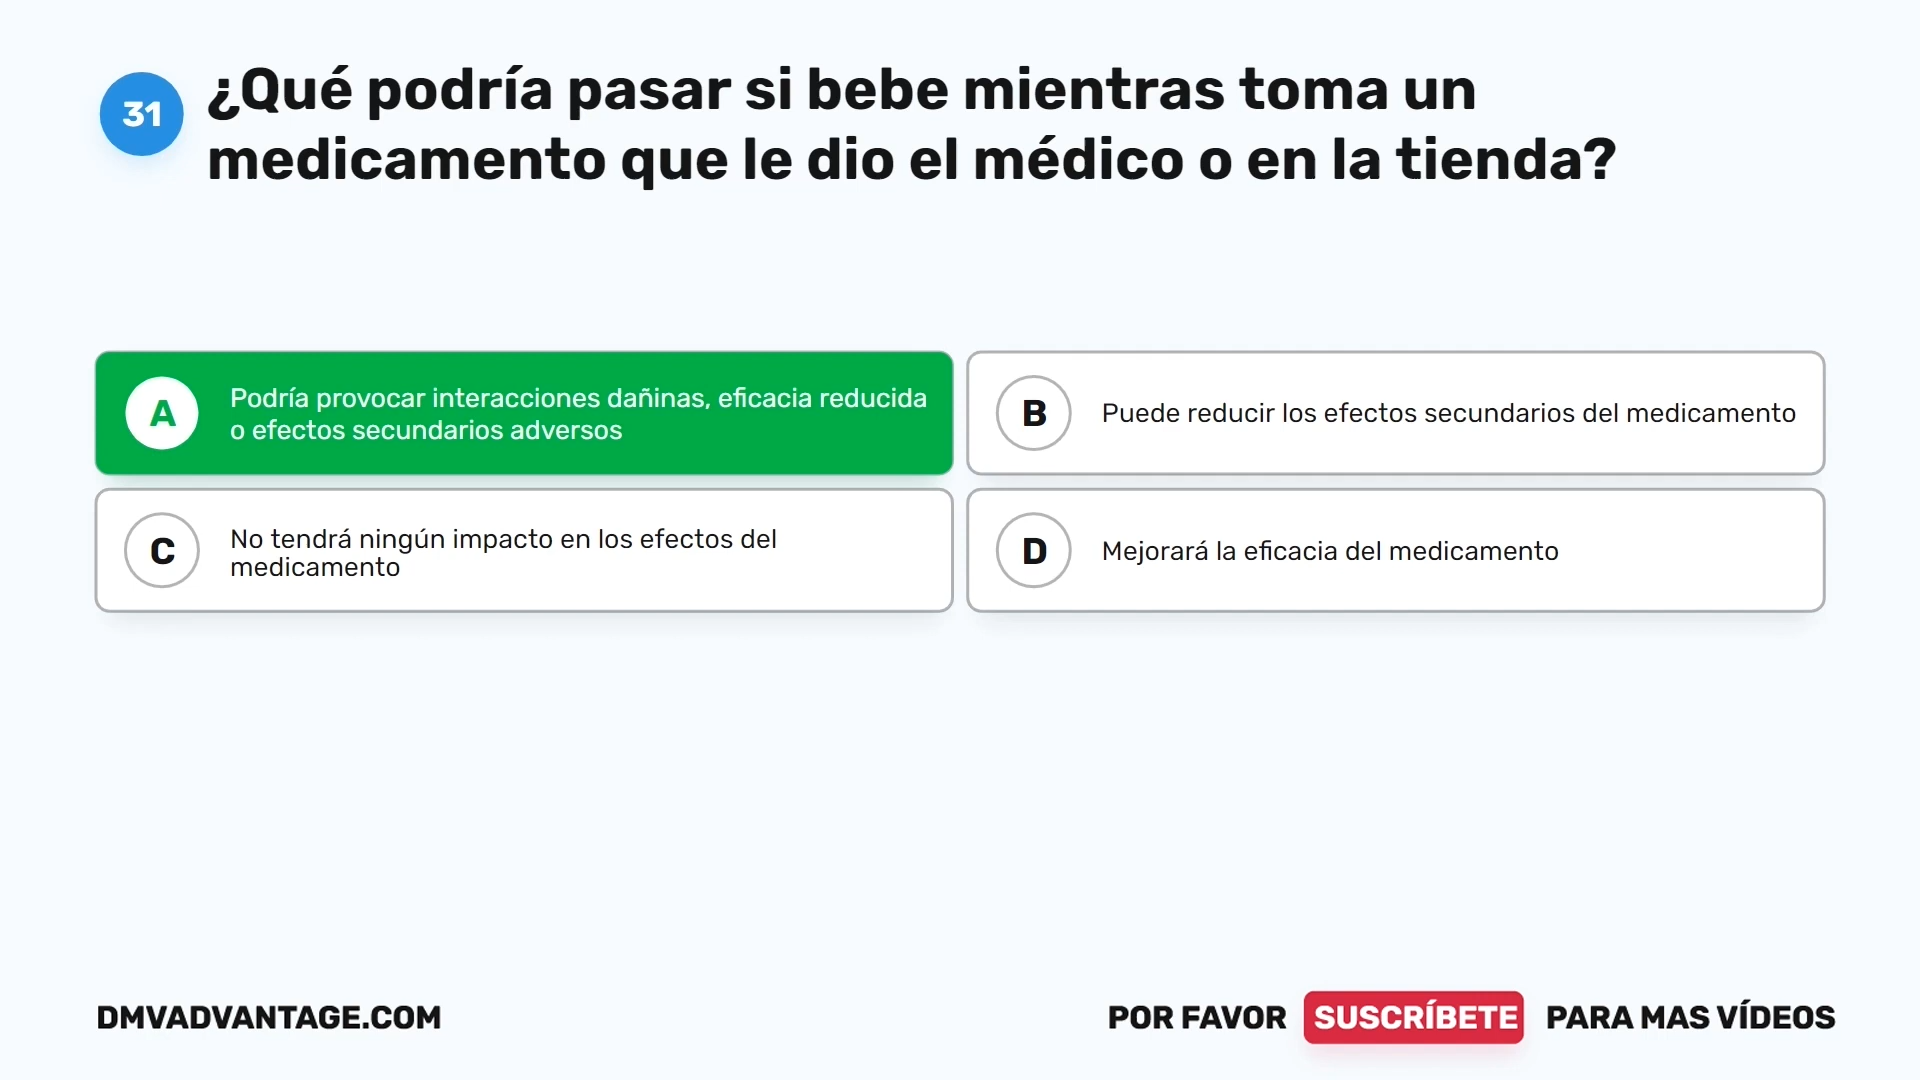 31
¿Qué podría pasar si bebe mientras toma un
medicamento que le dio el médico o en la tienda?
A
Podría provocar interacciones dañinas, eficacia reducida
o efectos secundarios adversos
B
Puede reducir los efectos secundarios del medicamento
C
No tendrá ningún impacto en los efectos del
medicamento
D
Mejorará la eficacia del medicamento
DMVADVANTAGE.COM
POR FAVOR SUSCRÍBETE PARA MAS VÍDEOS